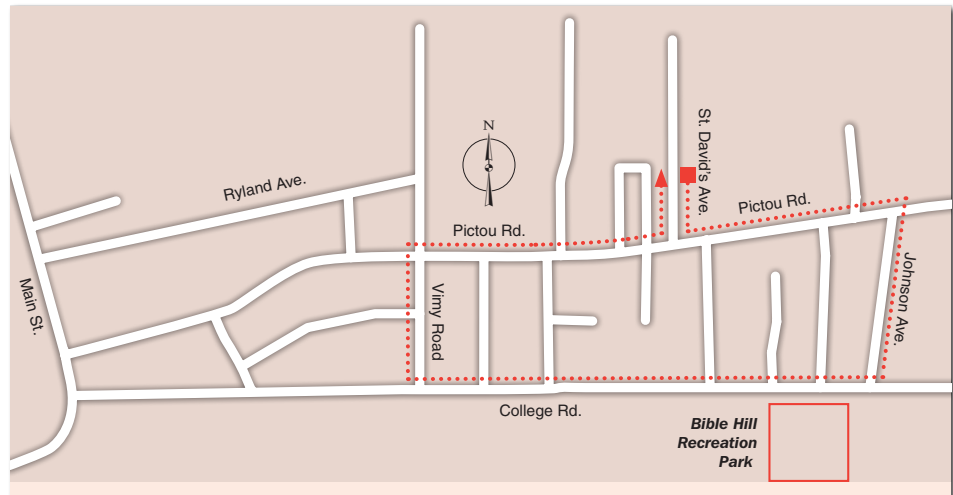 N
St. David's Ave.
Ryland Ave.
Pictou Rd.
Pictou Rd.
Main St.
Vimy Road
Johnson Ave.
College Rd.
Bible Hill
Recreation
Park